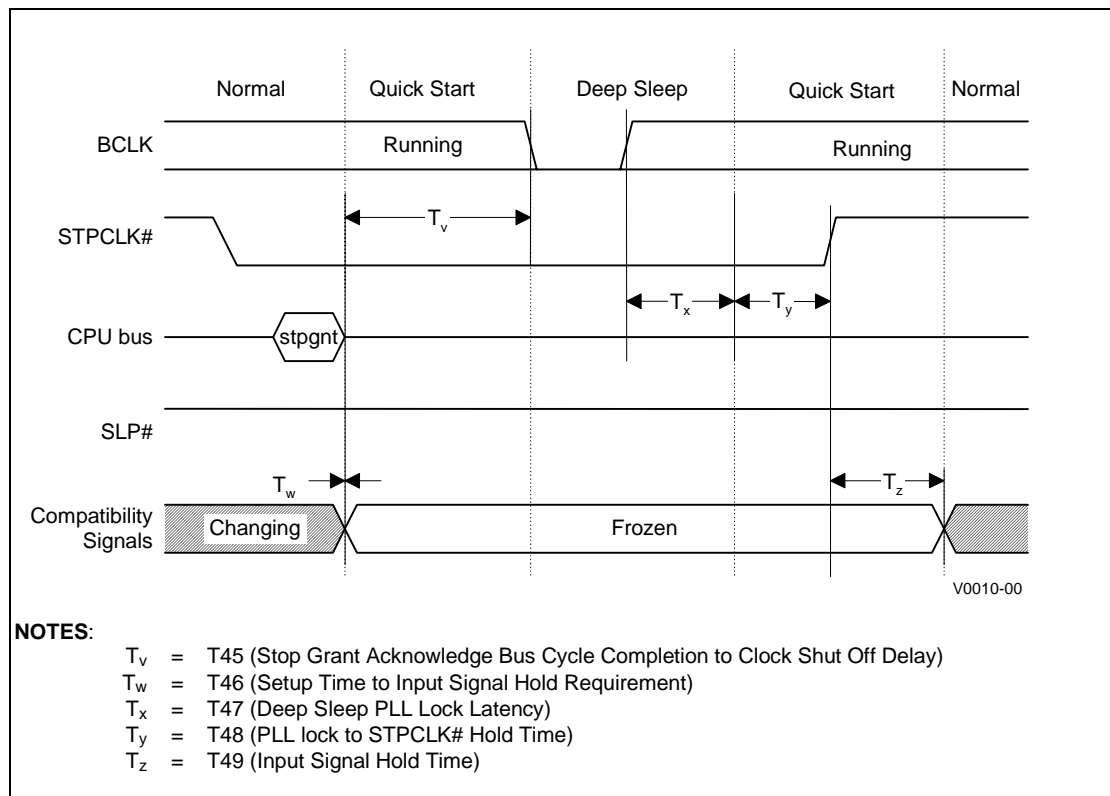 Normal Quick Start Deep Sleep Quick Start Normal
BCLK Running Running
STPCLK# Tv
Tx Ty
CPU bus stpgnt
SLP#
Tw Tz
Compatibility Signals Changing Frozen
V0010-00
NOTES:
Tv = T45 (Stop Grant Acknowledge Bus Cycle Completion to Clock Shut Off Delay)
Tw = T46 (Setup Time to Input Signal Hold Requirement)
Tx = T47 (Deep Sleep PLL Lock Latency)
Ty = T48 (PLL lock to STPCLK# Hold Time)
Tz = T49 (Input Signal Hold Time)